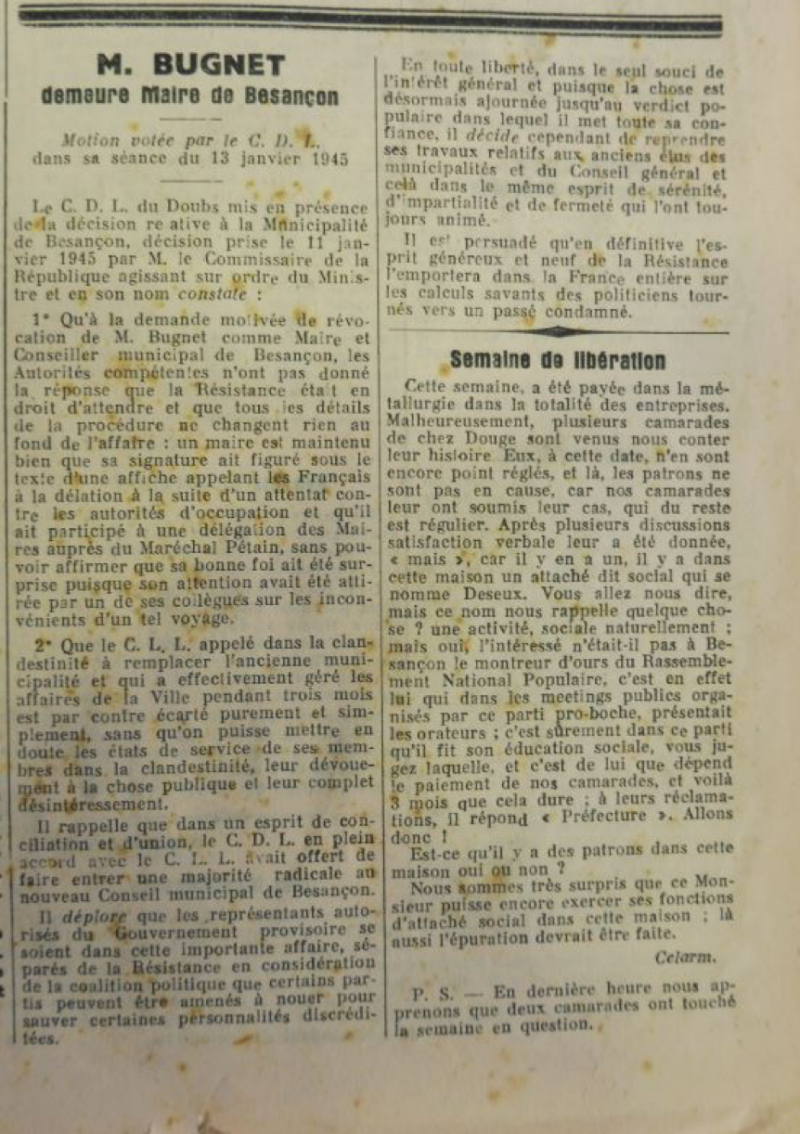 M. BUGNET
demeure Maire de Besançon
Motion votée par le C. D. L.
dans sa séance du 13 janvier 1945
Le C. D. L. du Doubs mis en présence
de la décision re ative à la Municipalité
de Besançon, décision prise le 11 jan-
vier 1945 par M. le Commissaire de la
République agissant sur ordre du Minis-
tre et en son nom constate :
1° Qu'à la demande motivée de révo-
cation de M. Bugnet comme Maire et
Conseiller municipal de Besançon, les
Autorités compétentes n'ont pas donné
la réponse que la Résistance éta t en
droit d'attendre et que tous les détails
de la procédure ne changent rien au
fond de l'affaire : un maire est maintenu
bien que sa signature ait figuré sous le
texte d'une affiche appelant les Français
à la délation à la suite d'un attentat con-
tre les autorités d'occupation et qu'il
ait participé à une délégation des Mai-
res auprès du Maréchal Pétain, sans pou-
voir affirmer que sa bonne foi ait été sur-
prise puisque son attention avait été atti-
rée par un de ses collègues sur les incon-
vénients d'un tel voyage.
2° Que le C. L. L. appelé dans la clan-
destinité à remplacer l'ancienne muni-
cipalité et qui a effectivement géré les
affaires de la Ville pendant trois mois
est par contre écarté purement et sim-
plement, sans qu'on puisse mettre en
doute les états de service de ses mem-
bres dans la clandestinité, leur dévoue-
ment à la chose publique et leur complet
désintéressement.
Il rappelle que dans un esprit de con-
ciliation et d'union, le C. D. L. en plein
accord avec le C. L. L. avait offert de
faire entrer une majorité radicale au
nouveau Conseil municipal de Besançon.
Il déplore que les représentants auto-
risés du Gouvernement provisoire se
soient dans cette importante affaire, sé-
parés de la Résistance en considération
de la coalition politique que certains par-
tis peuvent être amenés à nouer pour
sauver certaines personnalités discrédi-
tées.
En toute liberté, dans le seul souci de
l'intérêt général et puisque la chose est
désormais ajournée jusqu'au verdict po-
pulaire dans lequel il met toute sa con-
fiance, il décide cependant de reprendre
ses travaux relatifs aux anciens élus des
municipalités et du Conseil général et
celà dans le même esprit de sérénité,
d'impartialité et de fermeté qui l'ont tou-
jours animé.
Il est persuadé qu'en définitive l'es-
prit généreux et neuf de la Résistance
l'emportera dans la France entière sur
les calculs savants des politiciens tour-
nés vers un passé condamné.
Semaine de libération
Cette semaine, a été payée dans la mé-
tallurgie dans la totalité des entreprises.
Malheureusement, plusieurs camarades
de chez Douge sont venus nous conter
leur histoire Eux, à cette date, n'en sont
encore point réglés, et là, les patrons ne
sont pas en cause, car nos camarades
leur ont soumis leur cas, qui du reste
est régulier. Après plusieurs discussions
satisfaction verbale leur a été donnée,
« mais », car il y en a un, il y a dans
cette maison un attaché dit social qui se
nomme Deseux. Vous allez nous dire,
mais ce nom nous rappelle quelque cho-
se ? une activité, sociale naturellement ;
mais oui, l'intéressé n'était-il pas à Be-
sançon le montreur d'ours du Rassemble-
ment National Populaire, c'est en effet
lui qui dans les meetings publics orga-
nisés par ce parti pro-boche, présentait
les orateurs ; c'est sûrement dans ce parti
qu'il fit son éducation sociale, vous ju-
gez laquelle, et c'est de lui que dépend
le paiement de nos camarades, et voilà
3 mois que cela dure ; à leurs réclama-
tions, il répond « Préfecture ». Allons
donc !
Est-ce qu'il y a des patrons dans cette
maison oui ou non ?
Nous sommes très surpris que ce Mon-
sieur puisse encore exercer ses fonctions
d'attaché social dans cette maison ; là
aussi l'épuration devrait être faite.
Celarm.
P. S. — En dernière heure nous ap-
prenons que deux camarades ont touché
la semaine en question.